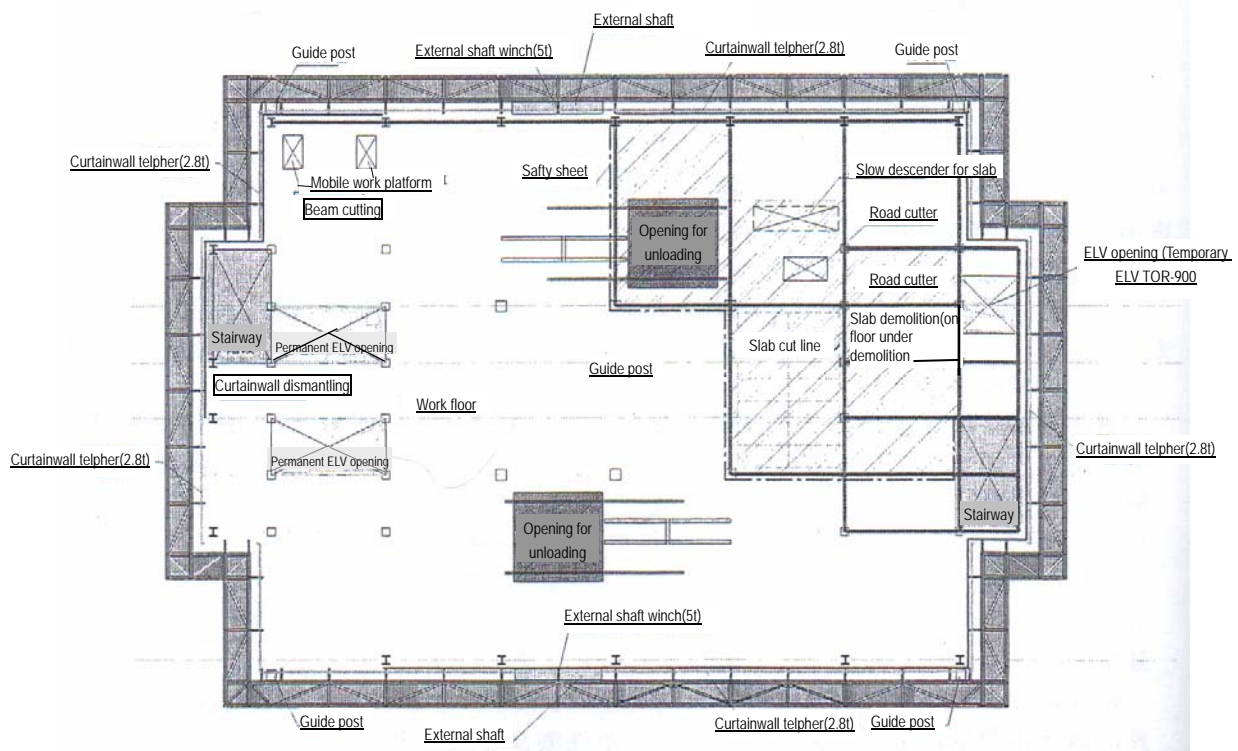 External shaft
Guide post
External shaft winch(5t)
Curtainwall telpher(2.8t)
Guide post
Curtainwall telpher(2.8t)
Mobile work platform
Beam cutting
Safty sheet
Slow descender for slab
Road cutter
Opening for
unloading
ELV opening (Temporary
ELV TOR-900
Road cutter
Stairway
Permanent ELV opening
Slab cut line
Slab demolition(on
floor under
demolition
Guide post
Curtainwall dismantling
Work floor
Curtainwall telpher(2.8t)
Permanent ELV opening
Curtainwall telpher(2.8t)
Stairway
Opening for
unloading
External shaft winch(5t)
Guide post
External shaft
Curtainwall telpher(2.8t)
Guide post